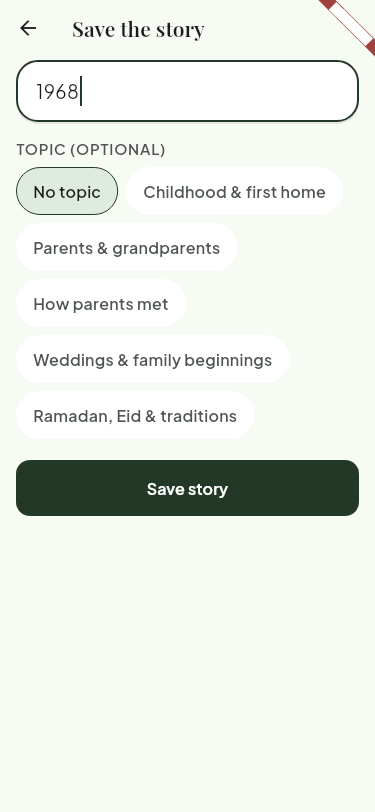 Save the story
1968
TOPIC (OPTIONAL)
No topic
Childhood & first home
Parents & grandparents
How parents met
Weddings & family beginnings
Ramadan, Eid & traditions
Save story